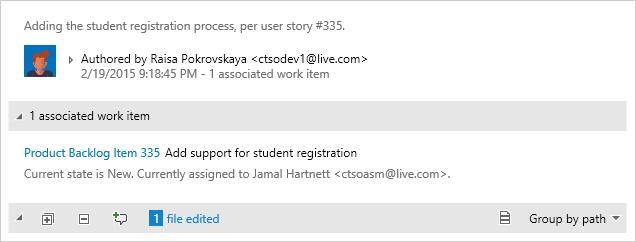 Adding the student registration process, per user story #335.
Authored by Raisa Pokrovskaya <ctsodev1@live.com>
2/19/2015 9:18:45 PM - 1 associated work item
1 associated work item
Product Backlog Item 335 Add support for student registration
Current state is New. Currently assigned to Jamal Hartnett <ctsoasm@live.com>.
1 file edited Group by path